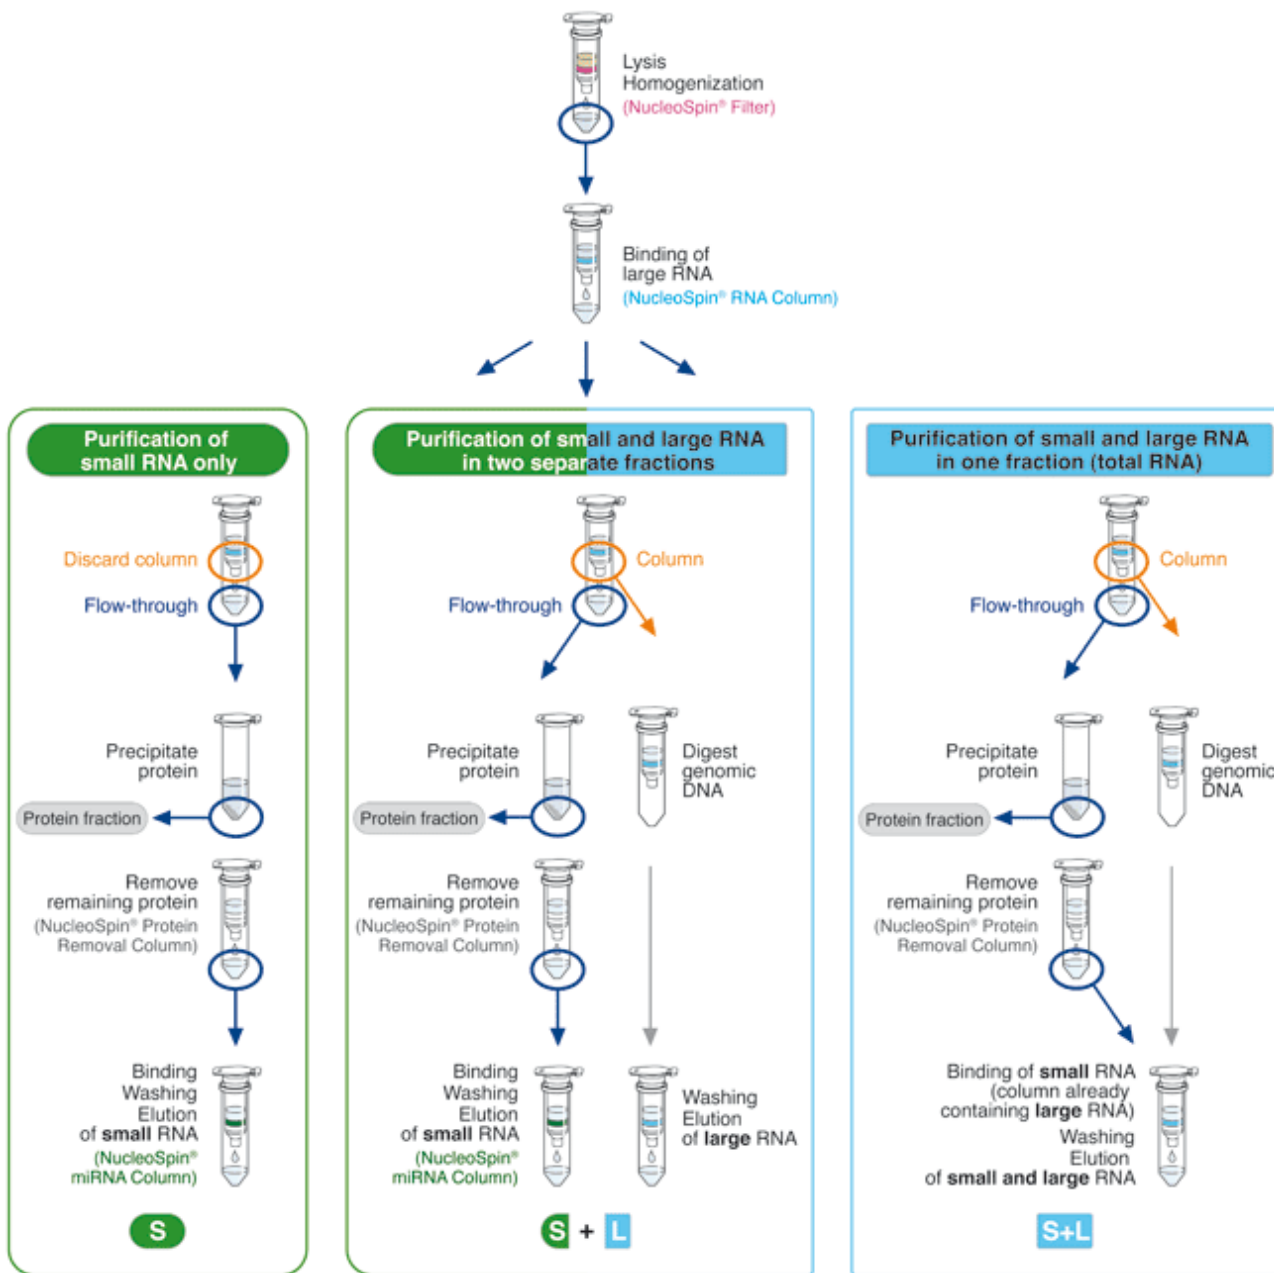 Lysis
Homogenization
(NucleoSpin® Filter)
Binding of
large RNA
(NucleoSpin® RNA Column)
Purification of
small RNA only
Discard column
Flow-through
Precipitate
protein
Protein fraction
Remove
remaining protein
(NucleoSpin® Protein
Removal Column)
Binding
Washing
Elution
of small RNA
(NucleoSpin®
miRNA Column)
S
Purification of small and large RNA
in two separate fractions
Column
Flow-through
Precipitate
protein
Digest
genomic
DNA
Protein fraction
Remove
remaining protein
(NucleoSpin® Protein
Removal Column)
Binding
Washing
Elution
of small RNA
(NucleoSpin®
miRNA Column)
Washing
Elution
of large RNA
S + L
Purification of small and large RNA
in one fraction (total RNA)
Column
Flow-through
Precipitate
protein
Digest
genomic
DNA
Protein fraction
Remove
remaining protein
(NucleoSpin® Protein
Removal Column)
Binding of small RNA
(column already
containing large RNA)
Washing
Elution
of small and large RNA
S+L